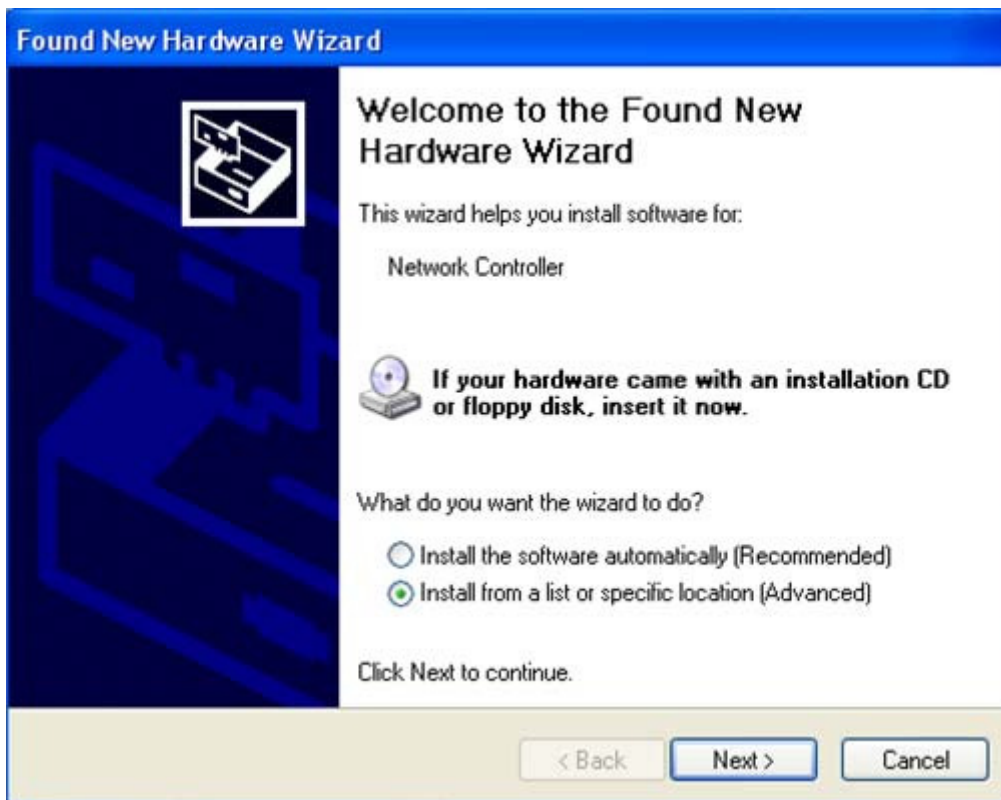 Found New Hardware Wizard
Welcome to the Found New
Hardware Wizard
This wizard helps you install software for:
Network Controller
If your hardware came with an installation CD
or floppy disk, insert it now.
What do you want the wizard to do?
Install the software automatically (Recommended)
Install from a list or specific location (Advanced)
Click Next to continue.
< Back Next > Cancel